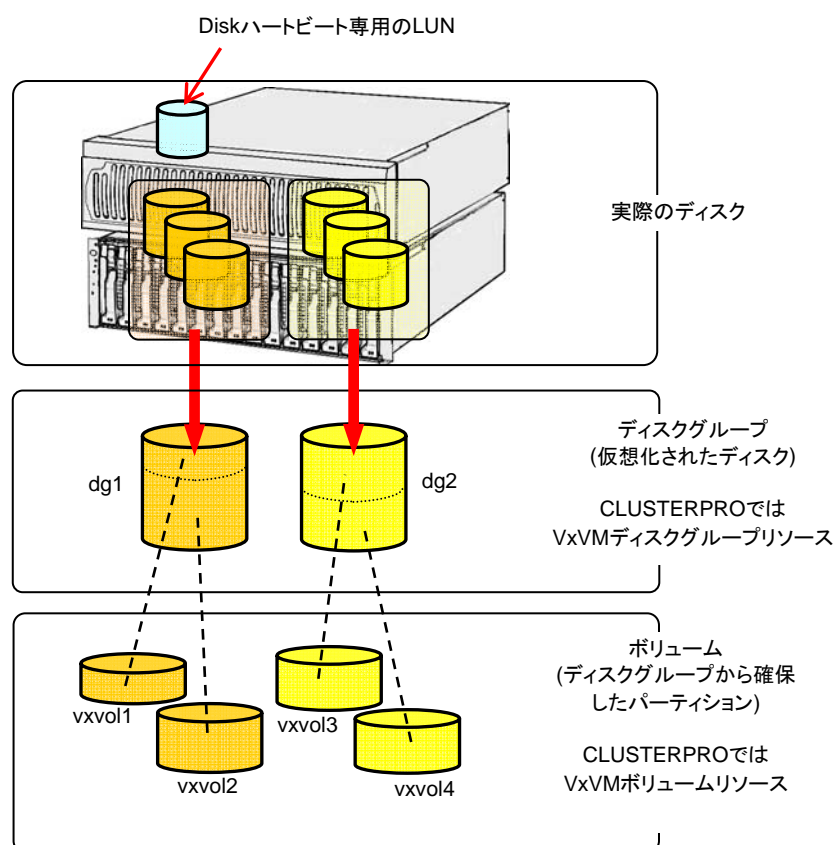 Diskハートビート専用のLUN
実際のディスク
ディスクグループ
(仮想化されたディスク)
dg1
dg2
CLUSTERPROでは
VxVMディスクグループリソース
ボリューム
(ディスクグループから確保
したパーティション)
vxvol1
vxvol3
CLUSTERPROでは
VxVMボリュームリソース
vxvol2
vxvol4